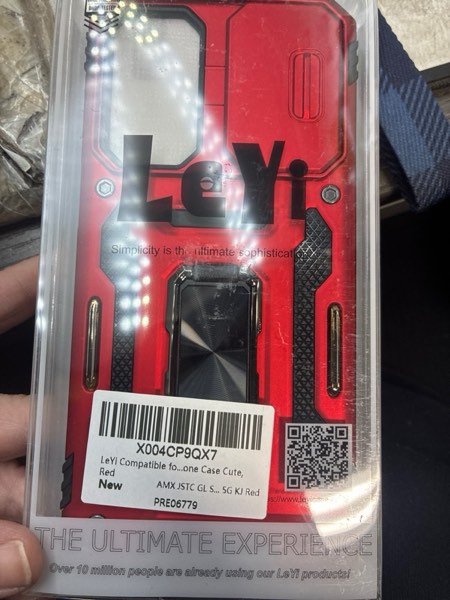 LeYi
Simplicity is the ultimate sophisticat
X004CP9QX7
LeYi Compatible fo...one Case Cute,
Red
New
AMX JSTC GL S... 5G KJ Red
PRE06779
THE ULTIMATE EXPERIENCE
Over 10 million people are already using our LeYi products!